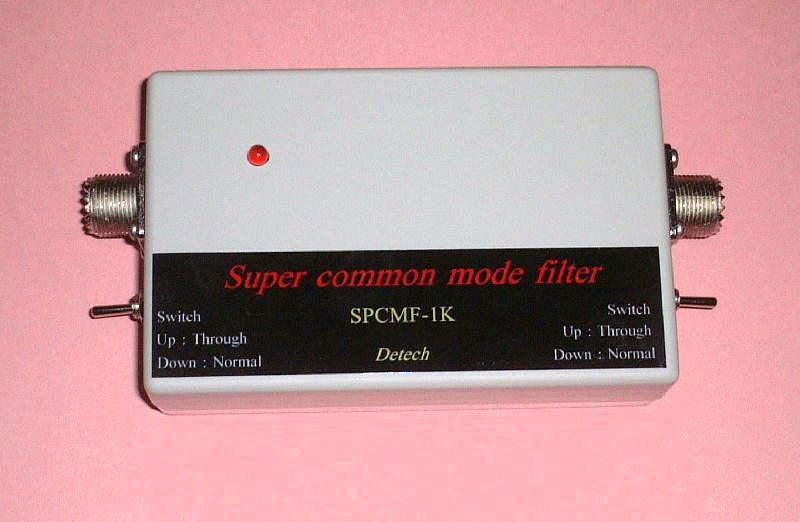 Super common mode filter
SPCMF-1K
Detech
Switch
Up : Through
Down : Normal
Switch
Up : Through
Down : Normal